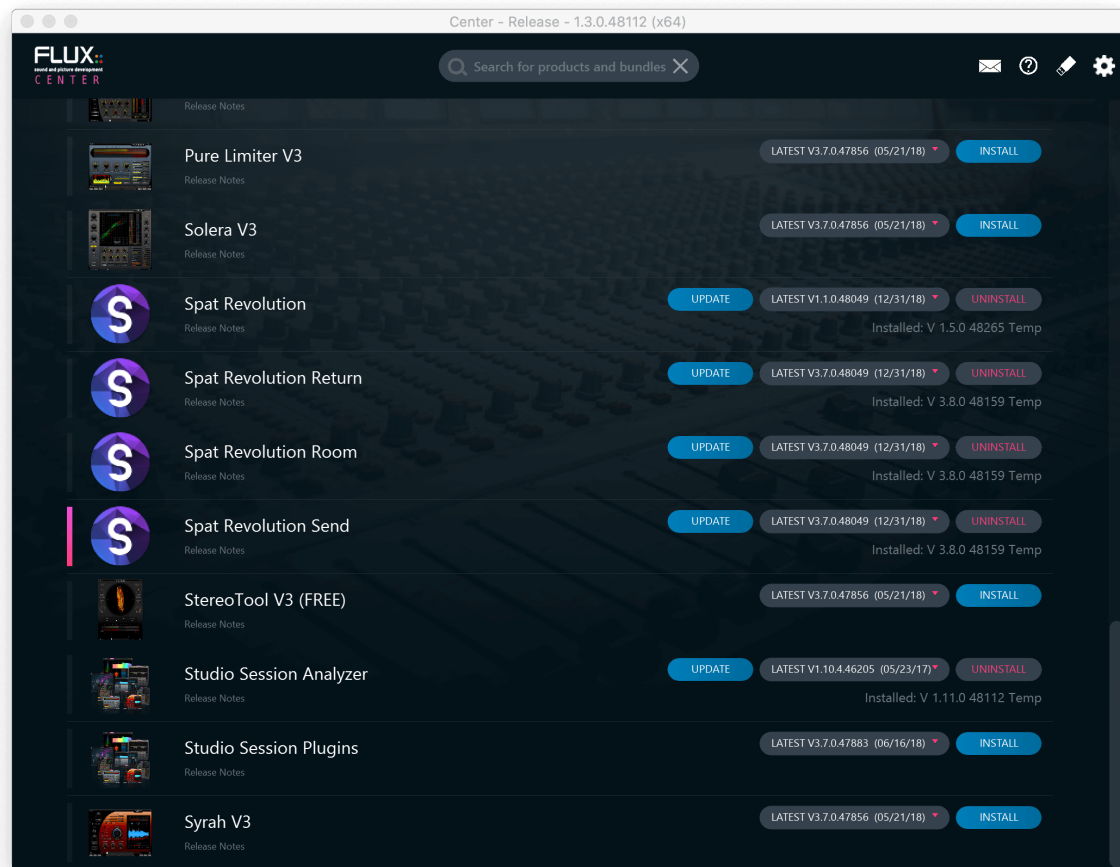 Center - Release - 1.3.0.48112 (x64)
FLUX::
sound and picture development
CENTER
Search for products and bundles
Release Notes
Pure Limiter V3
LATEST V3.7.0.47856 (05/21/18)
INSTALL
Release Notes
Solera V3
LATEST V3.7.0.47856 (05/21/18)
INSTALL
Release Notes
Spat Revolution
UPDATE
LATEST V1.1.0.48049 (12/31/18)
UNINSTALL
Release Notes
Installed: V 1.5.0 48265 Temp
Spat Revolution Return
UPDATE
LATEST V3.7.0.48049 (12/31/18)
UNINSTALL
Release Notes
Installed: V 3.8.0 48159 Temp
Spat Revolution Room
UPDATE
LATEST V3.7.0.48049 (12/31/18)
UNINSTALL
Release Notes
Installed: V 3.8.0 48159 Temp
Spat Revolution Send
UPDATE
LATEST V3.7.0.48049 (12/31/18)
UNINSTALL
Release Notes
Installed: V 3.8.0 48159 Temp
StereoTool V3 (FREE)
LATEST V3.7.0.47856 (05/21/18)
INSTALL
Release Notes
Studio Session Analyzer
UPDATE
LATEST V1.10.4.46205 (05/23/17)
UNINSTALL
Release Notes
Installed: V 1.11.0 48112 Temp
Studio Session Plugins
LATEST V3.7.0.47883 (06/16/18)
INSTALL
Release Notes
Syrah V3
LATEST V3.7.0.47856 (05/21/18)
INSTALL
Release Notes